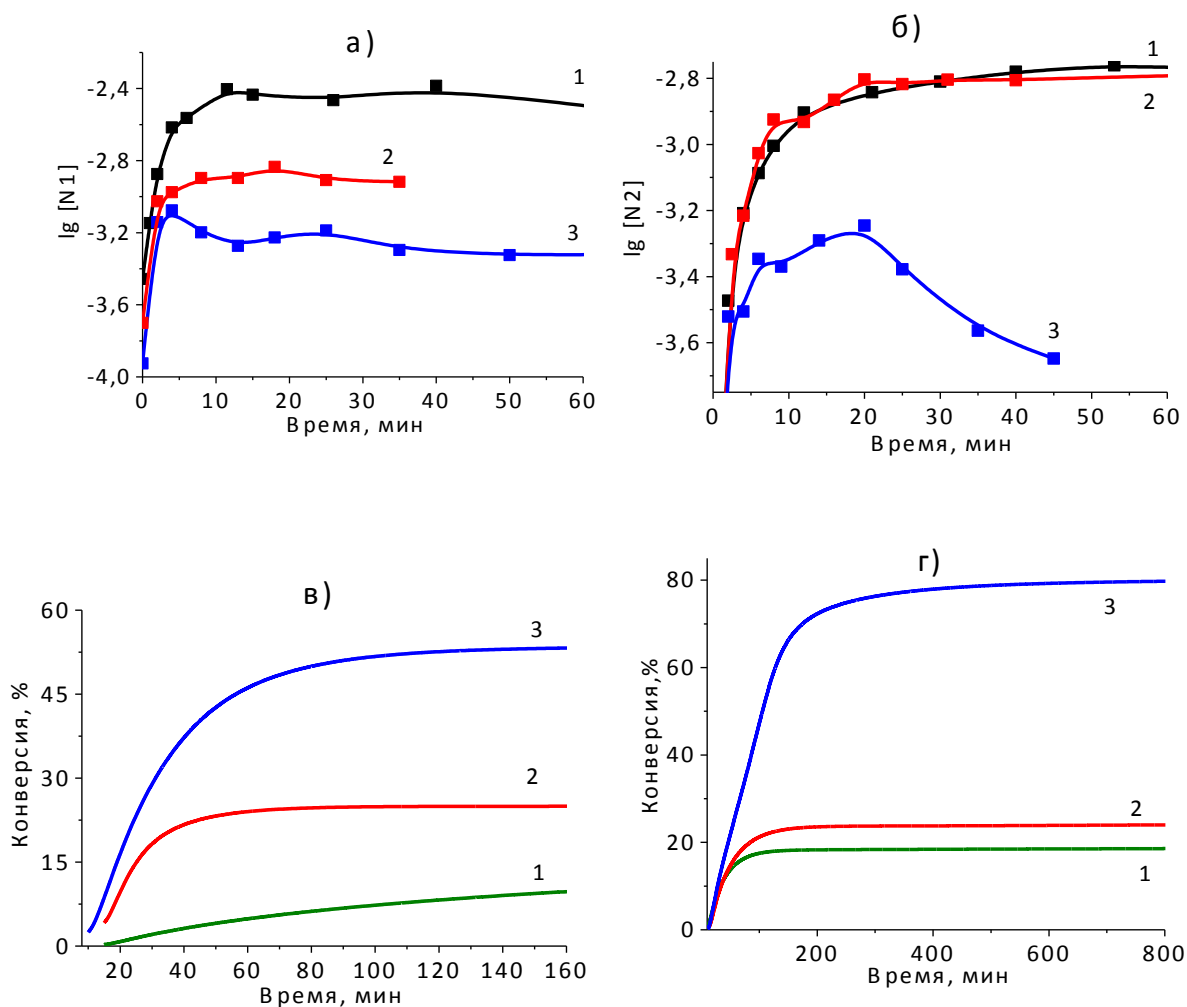 а)
-2,4
-2,8
-3,2
-3,6
-4,0
lg [N1]
1
2
3
0 10 20 30 40 50 60
Время, мин
б)
-2,8
-3,0
-3,2
-3,4
-3,6
lg [N2]
1
2
3
0 10 20 30 40 50 60
Время, мин
в)
60
45
30
15
0
Конверсия, %
3
2
1
20 40 60 80 100 120 140 160
Время, мин
г)
80
60
40
20
0
Конверсия,%
3
2
1
200 400 600 800
Время, мин